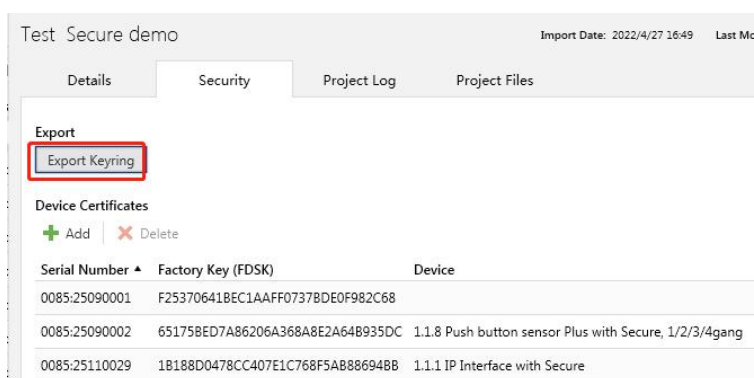 Test Secure demo Import Date: 2022/4/27 16:49 Last Mo
Details Security Project Log Project Files
Export
Export Keyring
Device Certificates
Add Delete
Serial Number Factory Key (FDSK) Device
0085:25090001 F25370641BEC1AAFF0737BDE0F982C68
0085:25090002 65175BED7A86206A368A8E2A64B935DC 1.1.8 Push button sensor Plus with Secure, 1/2/3/4gang
0085:25110029 1B188D0478CC407E1C768F5AB88694BB 1.1.1 IP Interface with Secure